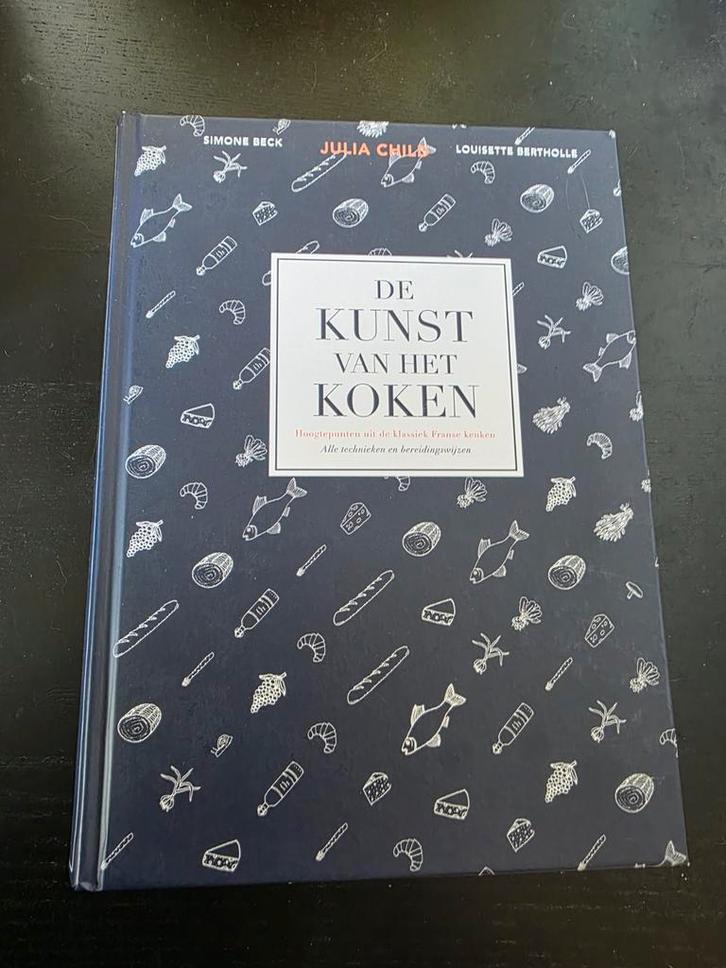 SIMONE BECK JULIA CHILD LOUISETTE BERTHOLLE
DE
KUNST
VAN HET
KOKEN
Hoogtepunten uit de klassiek Franse keuken
Alle technieken en bereidingswijzen